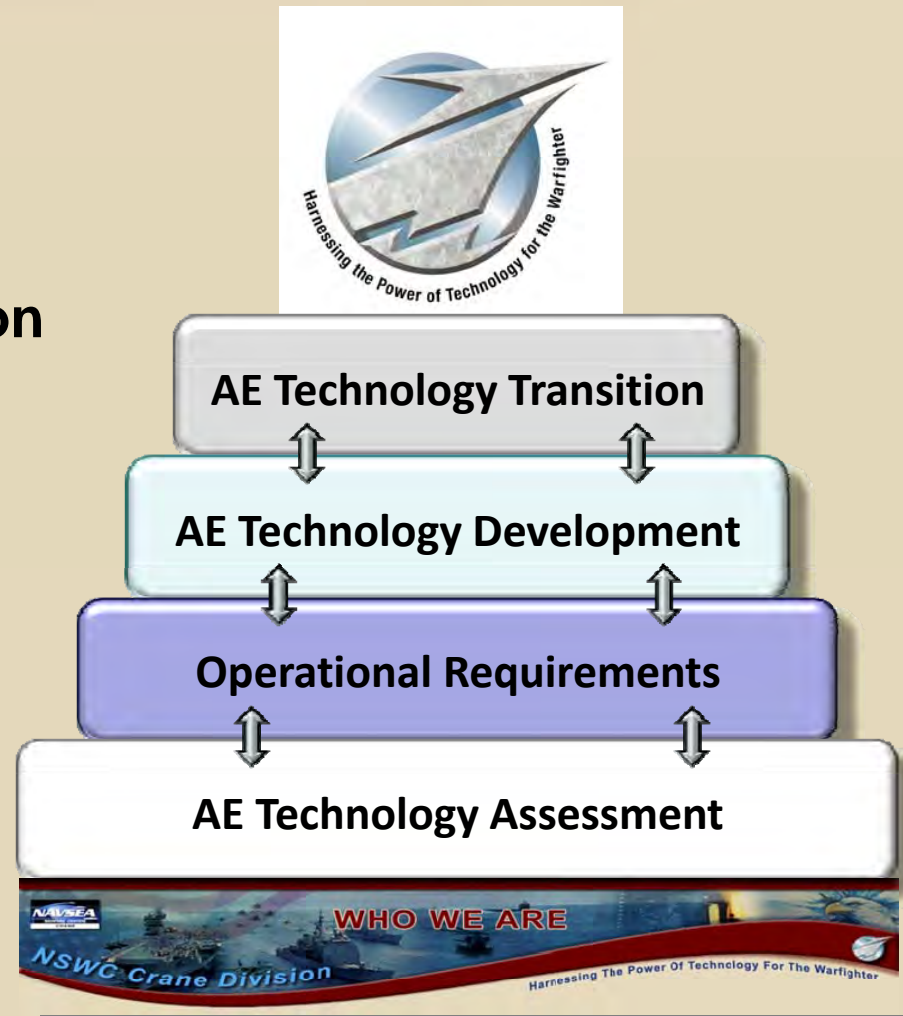 Harnessing the Power of Technology for the Warfighter
on
AE Technology Transition
AE Technology Development
Operational Requirements
AE Technology Assessment
NAVSEA
WHO WE ARE
NSWC Crane Division
Harnessing The Power Of Technology For The Warfighter